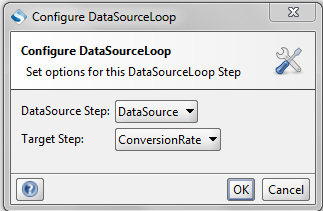 Configure DataSourceLoop
Configure DataSourceLoop
Set options for this DataSourceLoop Step
DataSource Step: DataSource
Target Step: ConversionRate
? OK Cancel